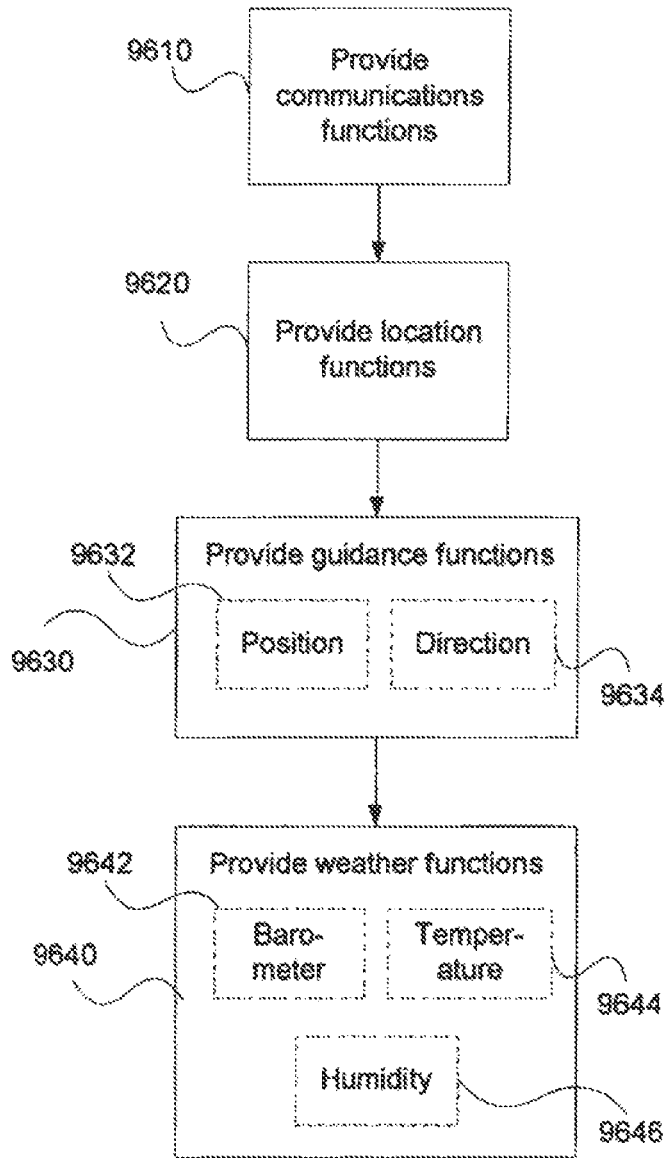 9610
Provide
communications
functions
9620
Provide location
functions
9632
Provide guidance functions
Position
Direction
9630
9634
9642
Provide weather functions
Baro-
meter
Temper-
ature
9640
9644
Humidity
9646